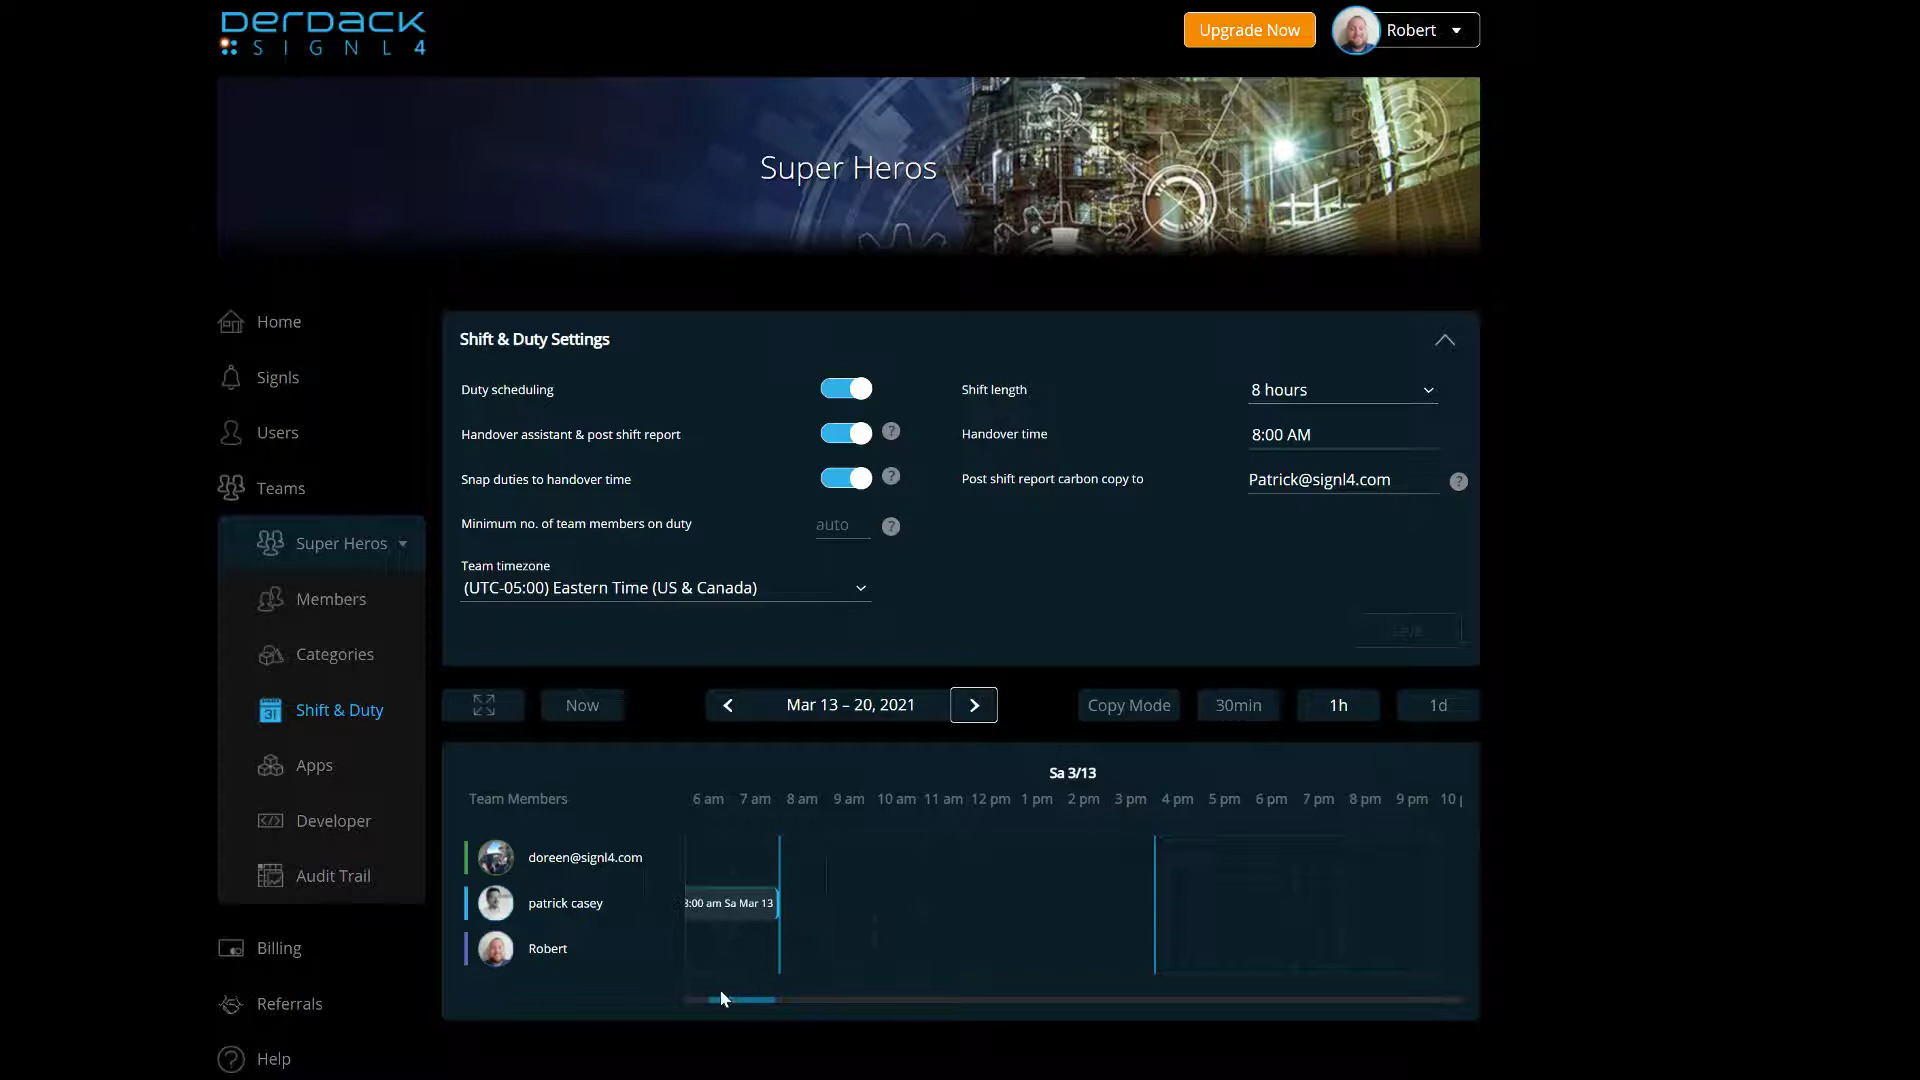 Derdack
SIGNL4
Upgrade Now
Robert
Super Heros
Home
Signls
Users
Teams
Super Heros
Members
Categories
Shift & Duty
Apps
Developer
Audit Trail
Billing
Referrals
Help
Shift & Duty Settings
Duty scheduling
Handover assistant & post shift report
?
Snap duties to handover time
?
Minimum no. of team members on duty
auto
?
Team timezone
(UTC-05:00) Eastern Time (US & Canada)
Shift length
8 hours
Handover time
8:00 AM
Post shift report carbon copy to
Patrick@signl4.com
?
Now
Mar 13 – 20, 2021
Copy Mode
30min
1h
1d
Sa 3/13
Team Members
6 am 7 am 8 am 9 am 10 am 11 am 12 pm 1 pm 2 pm 3 pm 4 pm 5 pm 6 pm 7 pm 8 pm 9 pm 10
doreen@signl4.com
patrick casey
:00 am Sa Mar 13
Robert